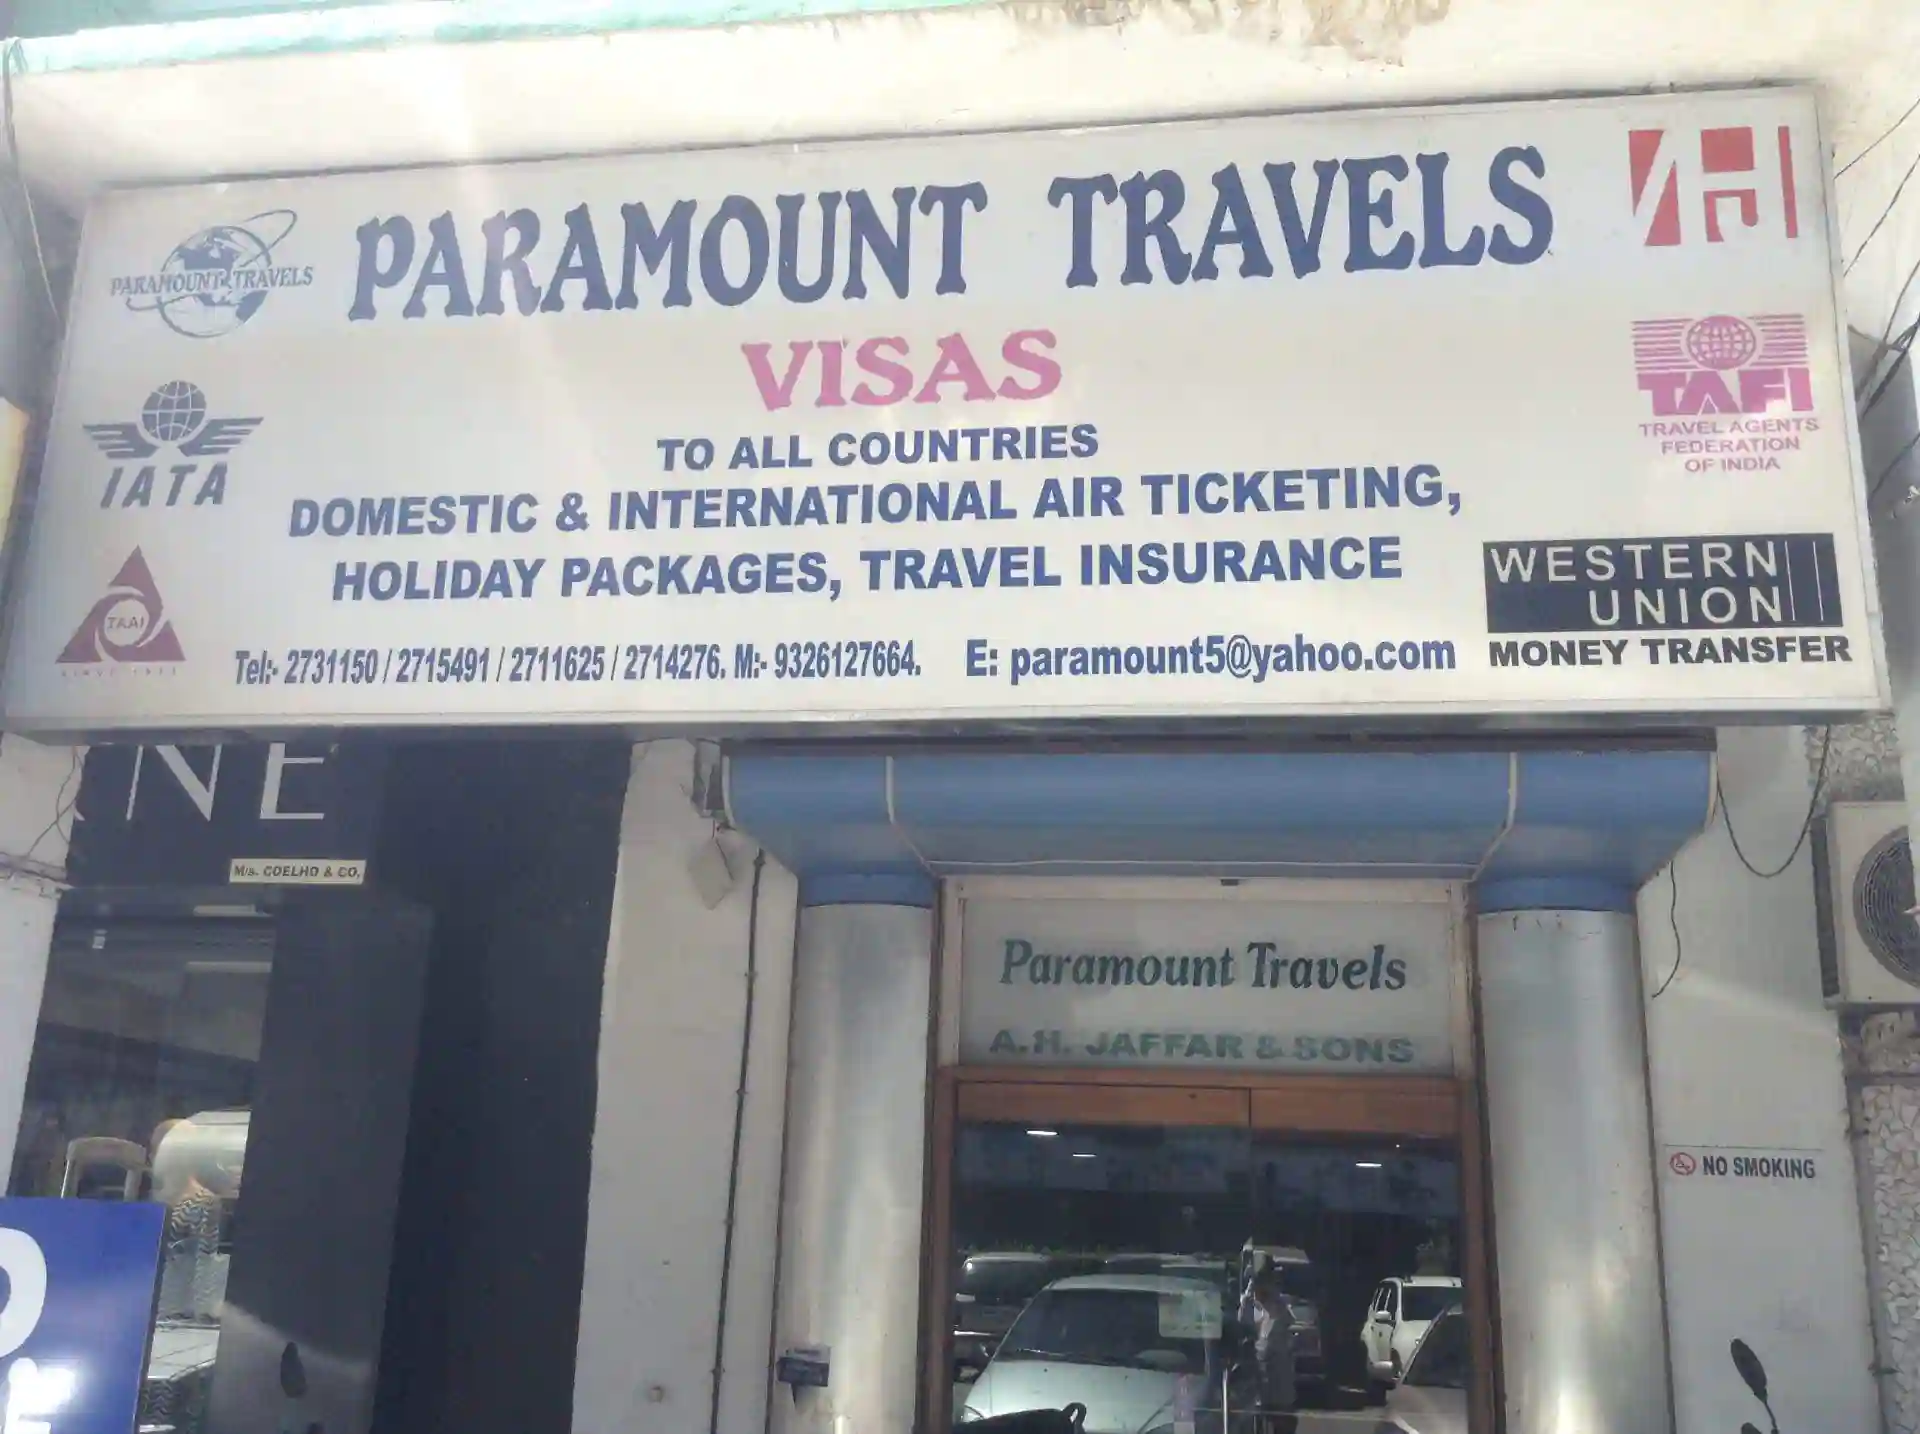 PARAMOUNT TRAVELS
PARAMOUNT TRAVELS
AHJ
VISAS
TO ALL COUNTRIES
DOMESTIC & INTERNATIONAL AIR TICKETING,
HOLIDAY PACKAGES, TRAVEL INSURANCE
Tel:- 2731150 / 2715491 / 2711625 / 2714276. M:- 9326127664. E: paramount5@yahoo.com
IATA
TAAI
TAFI
TRAVEL AGENTS
FEDERATION
OF INDIA
WESTERN
UNION
MONEY TRANSFER
NE
M/s. COELHO & CO.
Paramount Travels
A.H. JAFFAR & SONS
NO SMOKING